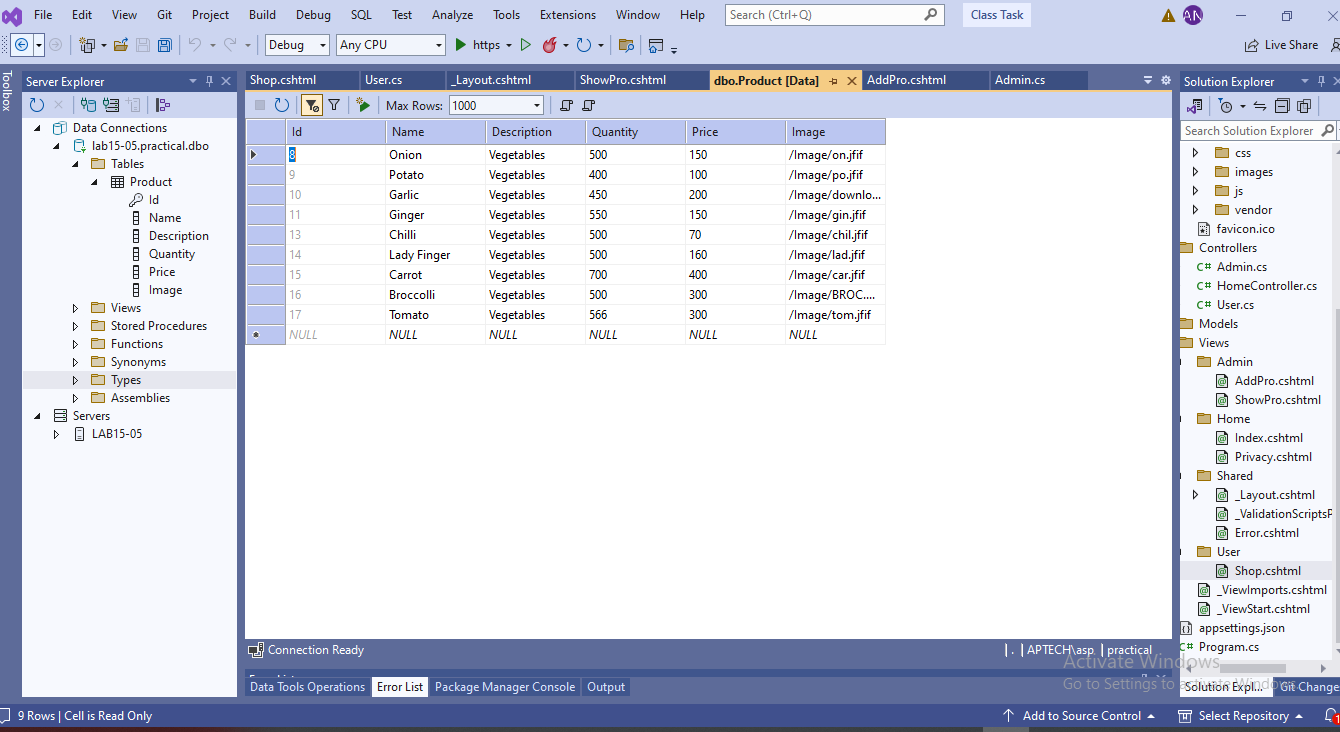 File Edit View Git Project Build Debug SQL Test Analyze Tools Extensions Window Help Search (Ctrl+Q) Class Task AN
Debug Any CPU https Live Share
Toolbox
Server Explorer
Data Connections
lab15-05.practical.dbo
Tables
Product
Id
Name
Description
Quantity
Price
Image
Views
Stored Procedures
Functions
Synonyms
Types
Assemblies
Servers
LAB15-05
Shop.cshtml User.cs _Layout.cshtml ShowPro.cshtml dbo.Product [Data] AddPro.cshtml Admin.cs
Max Rows: 1000
Id Name Description Quantity Price Image
8 Onion Vegetables 500 150 /Image/on.jfif
9 Potato Vegetables 400 100 /Image/po.jfif
10 Garlic Vegetables 450 200 /Image/downlo...
11 Ginger Vegetables 550 150 /Image/gin.jfif
13 Chilli Vegetables 500 70 /Image/chil.jfif
14 Lady Finger Vegetables 500 160 /Image/lad.jfif
15 Carrot Vegetables 700 400 /Image/car.jfif
16 Broccolli Vegetables 500 300 /Image/BROC....
17 Tomato Vegetables 566 300 /Image/tom.jfif
NULL NULL NULL NULL NULL NULL
Connection Ready | . | APTECH\asp | practical
Data Tools Operations Error List Package Manager Console Output
Solution Explorer
Search Solution Explorer
css
images
js
vendor
favicon.ico
Controllers
C# Admin.cs
C# HomeController.cs
C# User.cs
Models
Views
Admin
AddPro.cshtml
ShowPro.cshtml
Home
Index.cshtml
Privacy.cshtml
Shared
_Layout.cshtml
_ValidationScriptsP
Error.cshtml
User
Shop.cshtml
_ViewImports.cshtml
_ViewStart.cshtml
appsettings.json
C# Program.cs
Activate Windows
Go to Settings to activate Windows.
Solution Expl... Git Change
9 Rows | Cell is Read Only Add to Source Control Select Repository 1